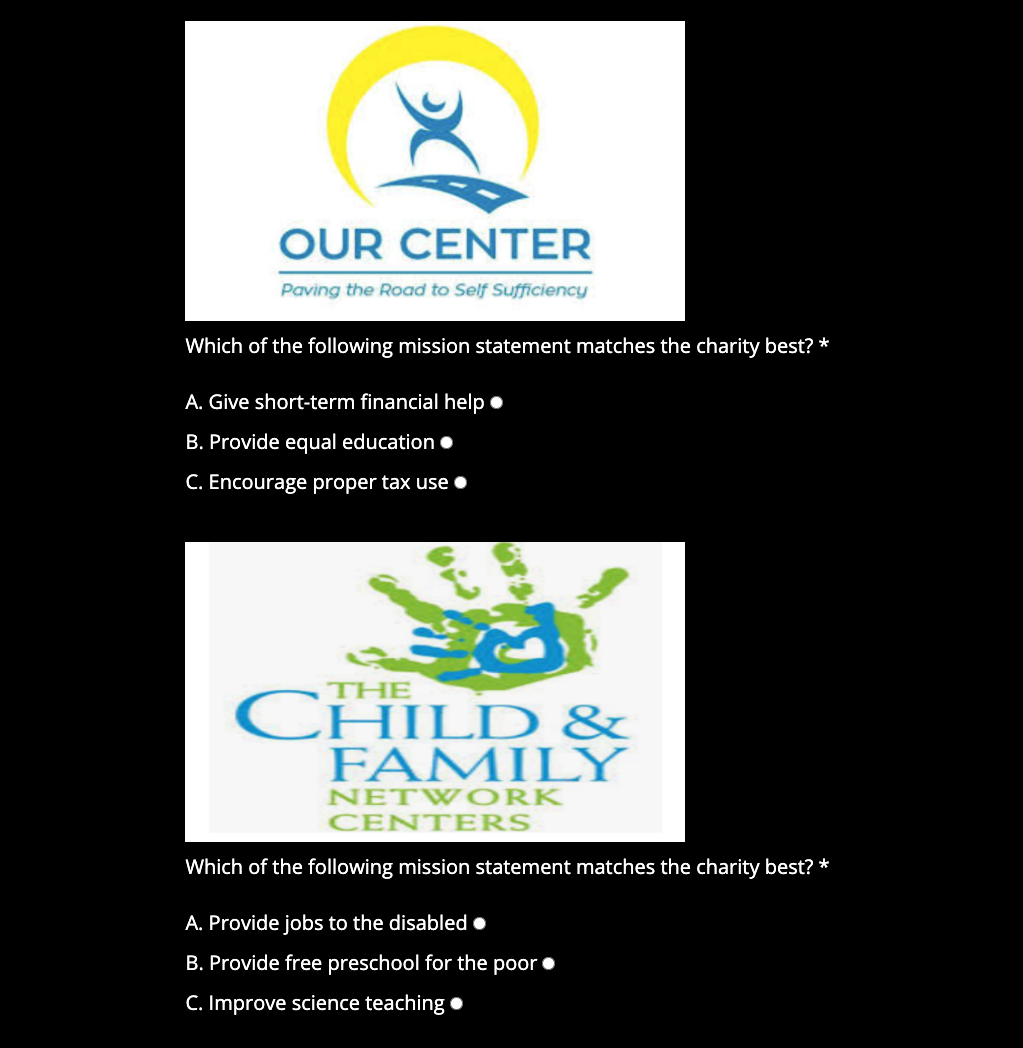 OUR CENTER
Paving the Road to Self Sufficiency
Which of the following mission statement matches the charity best? *
A. Give short-term financial help
B. Provide equal education
C. Encourage proper tax use
THE
CHILD &
FAMILY
NETWORK
CENTERS
Which of the following mission statement matches the charity best? *
A. Provide jobs to the disabled
B. Provide free preschool for the poor
C. Improve science teaching